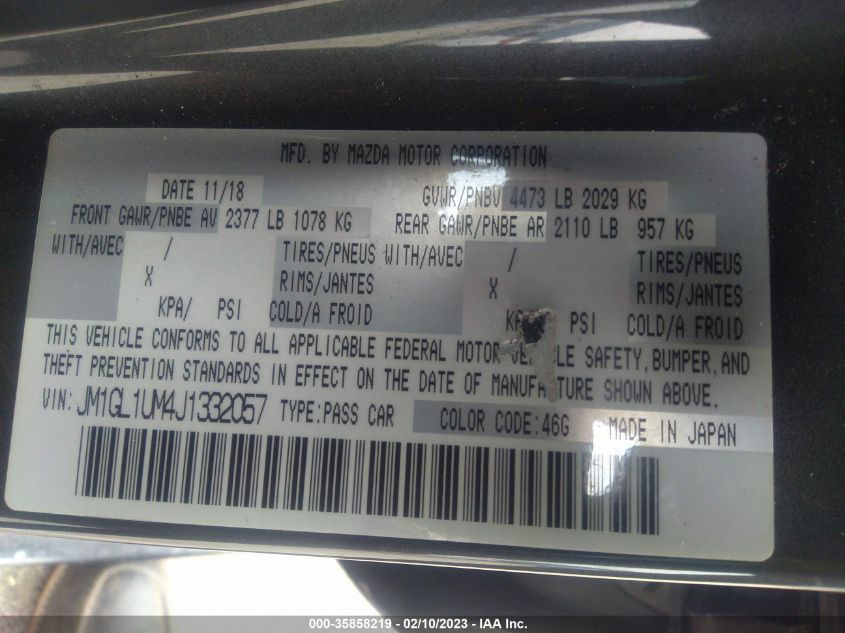 MFD. BY MAZDA MOTOR CORPORATION
DATE 11/18 GVWR/PNBV 4473 LB 2029 KG
FRONT GAWR/PNBE AV 2377 LB 1078 KG REAR GAWR/PNBE AR 2110 LB 957 KG
WITH/AVEC / TIRES/PNEUS WITH/AVEC / TIRES/PNEUS
X RIMS/JANTES X RIMS/JANTES
KPA/ PSI COLD/A FROID PSI COLD/A FROID
THIS VEHICLE CONFORMS TO ALL APPLICABLE FEDERAL MOTOR VEHICLE SAFETY,BUMPER,AND
THEFT PREVENTION STANDARDS IN EFFECT ON THE DATE OF MANUFACTURE SHOWN ABOVE.
VIN: JM1GL1UM4J1332057 TYPE:PASS CAR COLOR CODE:46G MADE IN JAPAN
000-35858219 - 02/10/2023 - © IAA Inc.